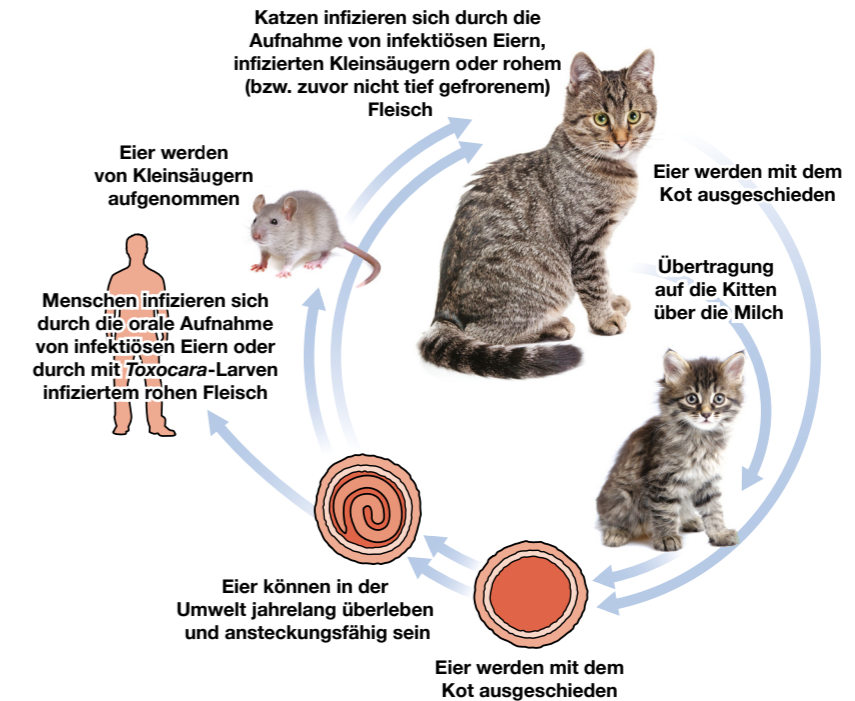 Katzen infizieren sich durch die
Aufnahme von infektiösen Eiern,
infizierten Kleinsäugern oder rohem
(bzw. zuvor nicht tief gefrorenem)
Fleisch
Eier werden
von Kleinsäugern
aufgenommen
Eier werden mit dem
Kot ausgeschieden
Übertragung
auf die Kitten
über die Milch
Menschen infizieren sich
durch die orale Aufnahme
von infektiösen Eiern oder
durch mit Toxocara-Larven
infiziertem rohen Fleisch
Eier können in der
Umwelt jahrelang überleben
und ansteckungsfähig sein
Eier werden mit dem
Kot ausgeschieden